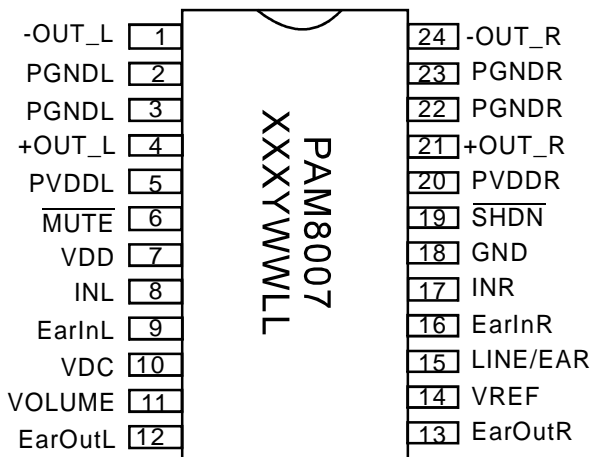 -OUT_L 1 24 -OUT_R
PGNDL 2 23 PGNDR
PGNDL 3 22 PGNDR
+OUT_L 4 21 +OUT_R
PVDDL 5 20 PVDDR
MUTE 6 19 SHDN
VDD 7 18 GND
INL 8 17 INR
EarInL 9 16 EarInR
VDC 10 15 LINE/EAR
VOLUME 11 14 VREF
EarOutL 12 13 EarOutR
PAM8007
XXXYWWLL